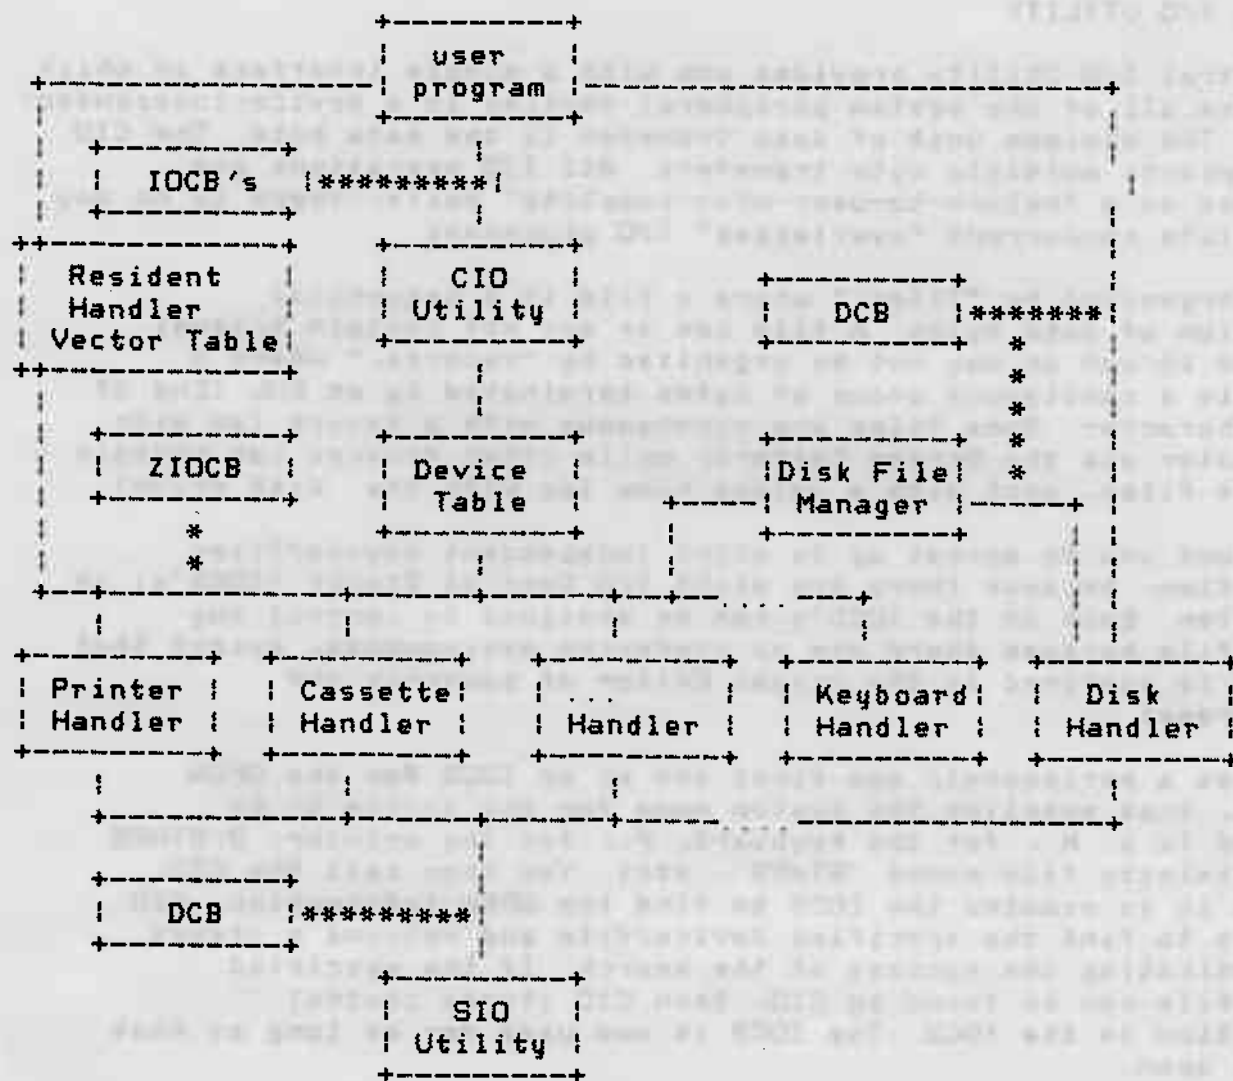 user
program
IOCB's
Resident
Handler
Vector Table
CIO
Utility
DCB
ZIOCB
Device
Table
Disk File
Manager
Printer
Handler
Cassette
Handler
...
Handler
Keyboard
Handler
Disk
Handler
DCB
SIO
Utility